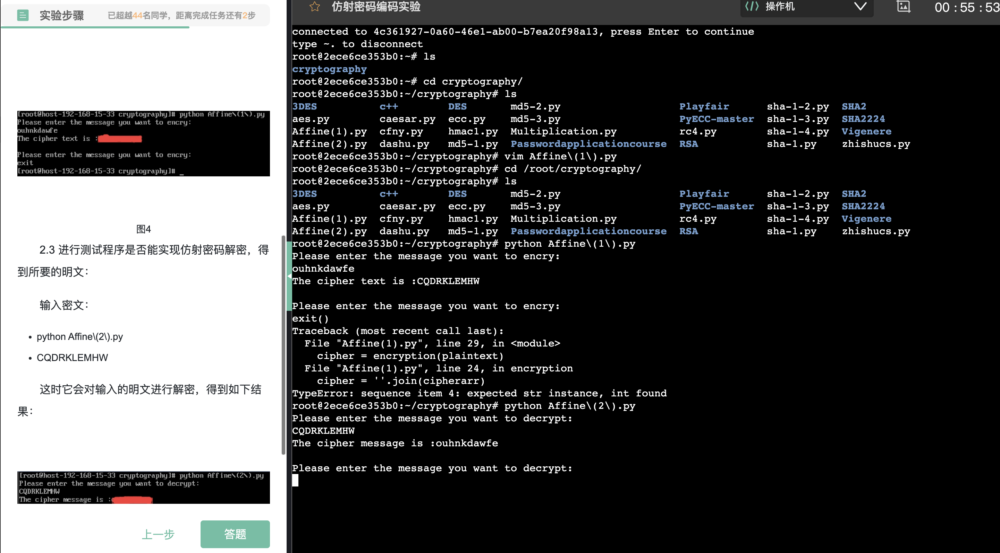 实验步骤
已超越44名同学，距离完成任务还有2步
[root@host-192-168-15-33 cryptography]# python Affine\(1\).py
Please enter the message you want to encry:
ouhnkdawfe
The cipher text is :
Please enter the message you want to encry:
exit
[root@host-192-168-15-33 cryptography]# _
图4
2.3 进行测试程序是否能实现仿射密码解密，得
到所要的明文：
输入密文：
• python Affine\(2\).py
• CQDRKLEMHW
这时它会对输入的明文进行解密，得到如下结
果：
[root@host-192-168-15-33 cryptography]# python Affine\(2\).py
Please enter the message you want to decrypt:
CQDRKLEMHW
The cipher message is :
上一步
答题
仿射密码编码实验
</> 操作机
00 : 55 : 53
connected to 4c361927-0a60-46e1-ab00-b7ea20f98a13, press Enter to continue
type ~. to disconnect
root@2ece6ce353b0:~# ls
cryptography
root@2ece6ce353b0:~# cd cryptography/
root@2ece6ce353b0:~/cryptography# ls
3DES c++ DES md5-2.py Playfair sha-1-2.py SHA2
aes.py caesar.py ecc.py md5-3.py PyECC-master sha-1-3.py SHA2224
Affine(1).py cfny.py hmac1.py Multiplication.py rc4.py sha-1-4.py Vigenere
Affine(2).py dashu.py md5-1.py Passwordapplicationcourse RSA sha-1.py zhishucs.py
root@2ece6ce353b0:~/cryptography# vim Affine\(1\).py
root@2ece6ce353b0:~/cryptography# cd /root/cryptography/
root@2ece6ce353b0:~/cryptography# ls
3DES c++ DES md5-2.py Playfair sha-1-2.py SHA2
aes.py caesar.py ecc.py md5-3.py PyECC-master sha-1-3.py SHA2224
Affine(1).py cfny.py hmac1.py Multiplication.py rc4.py sha-1-4.py Vigenere
Affine(2).py dashu.py md5-1.py Passwordapplicationcourse RSA sha-1.py zhishucs.py
root@2ece6ce353b0:~/cryptography# python Affine\(1\).py
Please enter the message you want to encry:
ouhnkdawfe
The cipher text is :CQDRKLEMHW
Please enter the message you want to encry:
exit()
Traceback (most recent call last):
File "Affine(1).py", line 29, in <module>
cipher = encryption(plaintext)
File "Affine(1).py", line 24, in encryption
cipher = ''.join(cipherarr)
TypeError: sequence item 4: expected str instance, int found
root@2ece6ce353b0:~/cryptography# python Affine\(2\).py
Please enter the message you want to decrypt:
CQDRKLEMHW
The cipher message is :ouhnkdawfe
Please enter the message you want to decrypt: